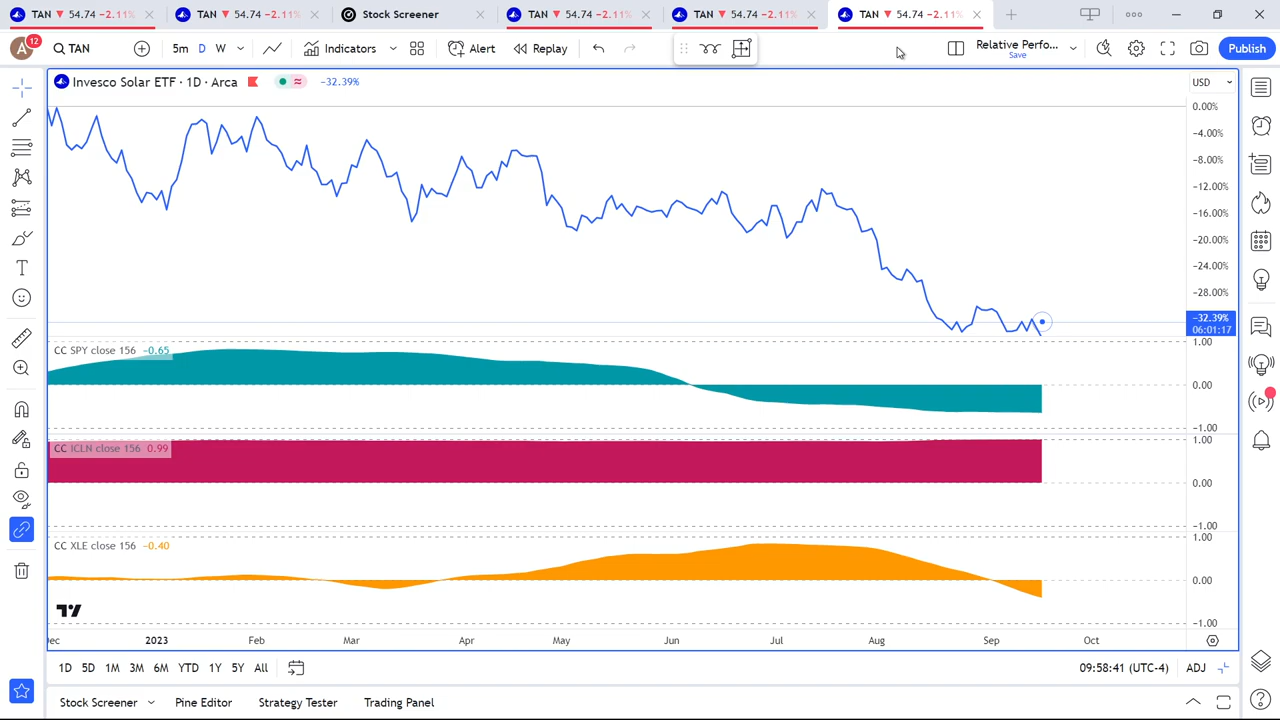 TAN ▼ 54.74 −2.11%
TAN ▼ 54.74 −2.11%
Stock Screener
TAN ▼ 54.74 −2.11%
TAN ▼ 54.74 −2.11%
TAN ▼ 54.74 −2.11%
A 12
TAN
5m D W
Indicators
Alert
Replay
Relative Perfo...
Save
Publish
Invesco Solar ETF · 1D · Arca
−32.39%
USD
0.00%
−4.00%
−8.00%
−12.00%
−16.00%
−20.00%
−24.00%
−28.00%
−32.39%
06:01:17
CC SPY close 156 −0.65
1.00
0.00
−1.00
CC ICLN close 156 0.99
1.00
0.00
−1.00
CC XLE close 156 −0.40
1.00
0.00
−1.00
ec 2023 Feb Mar Apr May Jun Jul Aug Sep Oct
1D 5D 1M 3M 6M YTD 1Y 5Y All
09:58:41 (UTC-4) ADJ
Stock Screener Pine Editor Strategy Tester Trading Panel